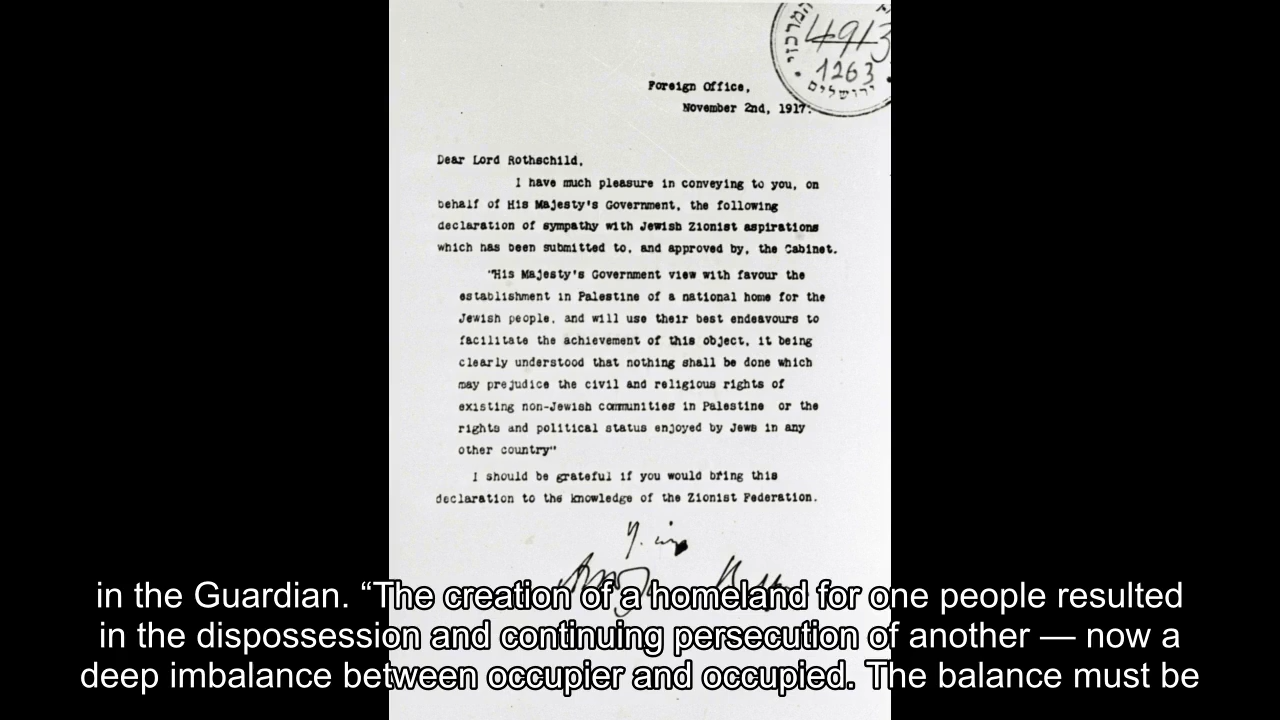 המרכזי
4913
1263
ירושלים
Foreign Office,
November 2nd, 1917.
Dear Lord Rothschild,
I have much pleasure in conveying to you, on
behalf of His Majesty's Government, the following
declaration of sympathy with Jewish Zionist aspirations
which has been submitted to, and approved by, the Cabinet.
"His Majesty's Government view with favour the
establishment in Palestine of a national home for the
Jewish people, and will use their best endeavours to
facilitate the achievement of this object, it being
clearly understood that nothing shall be done which
may prejudice the civil and religious rights of
existing non-Jewish communities in Palestine or the
rights and political status enjoyed by Jews in any
other country"
I should be grateful if you would bring this
declaration to the knowledge of the Zionist Federation.
in the Guardian. “The creation of a homeland for one people resulted
in the dispossession and continuing persecution of another — now a
deep imbalance between occupier and occupied. The balance must be